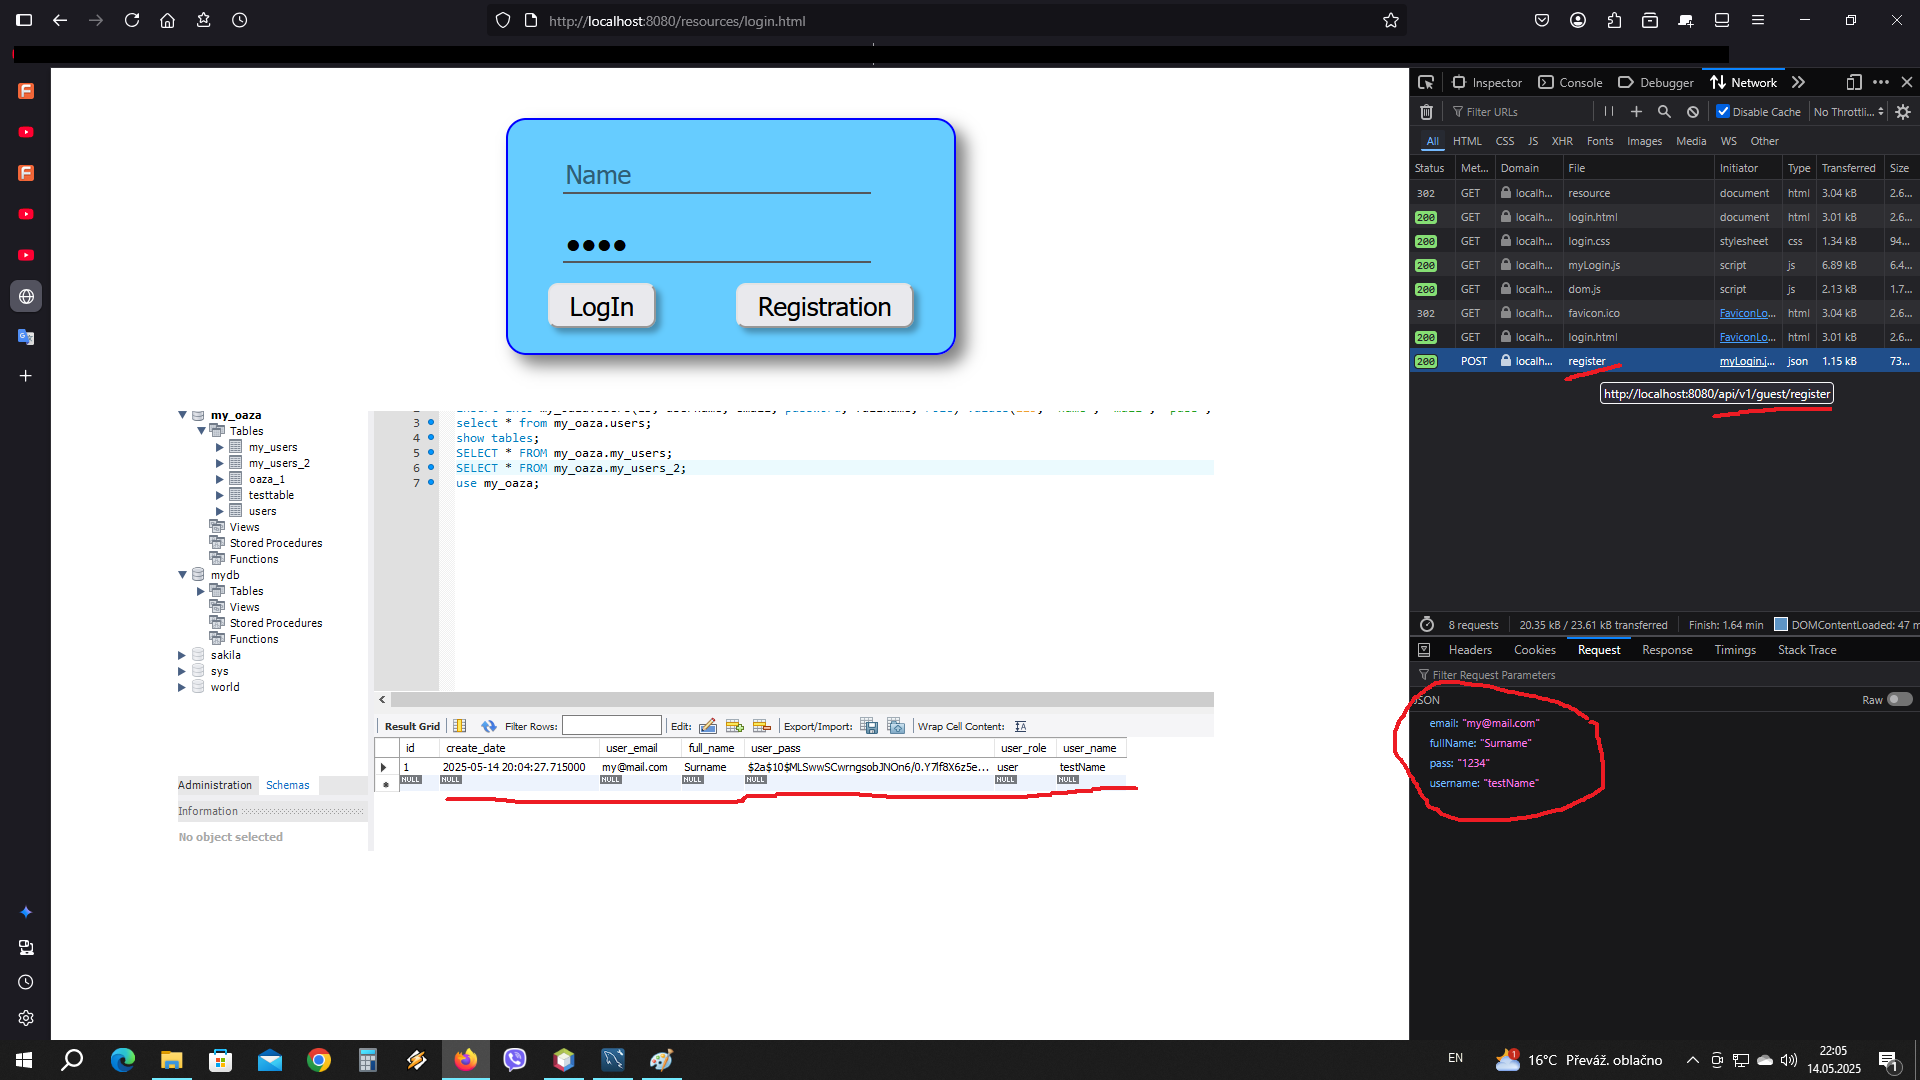 http://localhost:8080/resources/login.html
Inspector Console Debugger Network
Filter URLs Disable Cache No Throttli...
All HTML CSS JS XHR Fonts Images Media WS Other
Status Met... Domain File Initiator Type Transferred Size
302 GET localh... resource document html 3.04 kB 2.6...
200 GET localh... login.html document html 3.01 kB 2.6...
200 GET localh... login.css stylesheet css 1.34 kB 94...
200 GET localh... myLogin.js script js 6.89 kB 6.4...
200 GET localh... dom.js script js 2.13 kB 1.7...
302 GET localh... favicon.ico FaviconLo... html 3.04 kB 2.6...
200 GET localh... login.html FaviconLo... html 3.01 kB 2.6...
200 POST localh... register myLogin.j... json 1.15 kB 73...
http://localhost:8080/api/v1/guest/register
8 requests 20.35 kB / 23.61 kB transferred Finish: 1.64 min DOMContentLoaded: 47 m
Headers Cookies Request Response Timings Stack Trace
Filter Request Parameters
JSON Raw
email: "my@mail.com"
fullName: "Surname"
pass: "1234"
username: "testName"
Name
LogIn Registration
my_oaza
Tables
my_users
my_users_2
oaza_1
testtable
users
Views
Stored Procedures
Functions
mydb
Tables
Views
Stored Procedures
Functions
sakila
sys
world
Administration Schemas
Information
No object selected
3 select * from my_oaza.users;
4 show tables;
5 SELECT * FROM my_oaza.my_users;
6 SELECT * FROM my_oaza.my_users_2;
7 use my_oaza;
Result Grid Filter Rows: Edit: Export/Import: Wrap Cell Content:
id create_date user_email full_name user_pass user_role user_name
1 2025-05-14 20:04:27.715000 my@mail.com Surname $2a$10$MLSwwSCwrngsobJNOn6/0.Y7lf8X6z5e... user testName
NULL NULL NULL NULL NULL NULL NULL
EN 1 16°C Převáž. oblačno 22:05
14.05.2025 1